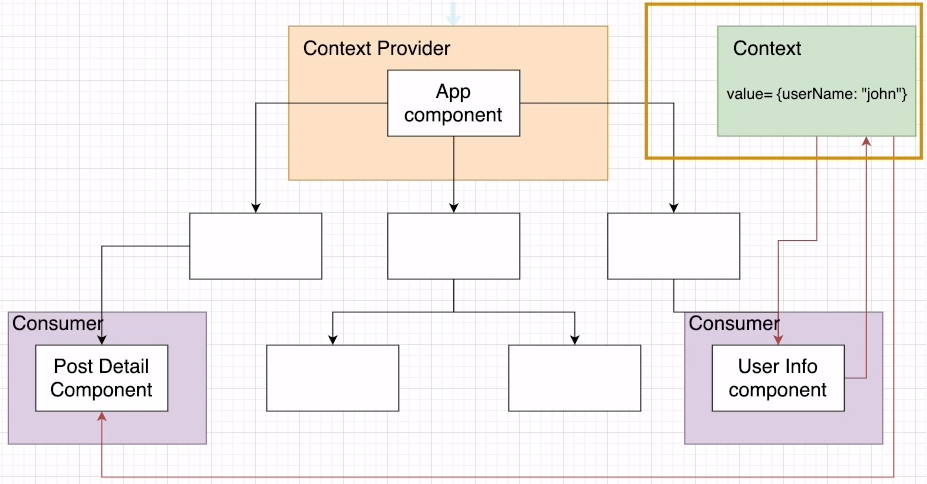 Context Provider
App
component
Context
value= {userName: "john"}
Consumer
Post Detail
Component
Consumer
User Info
component